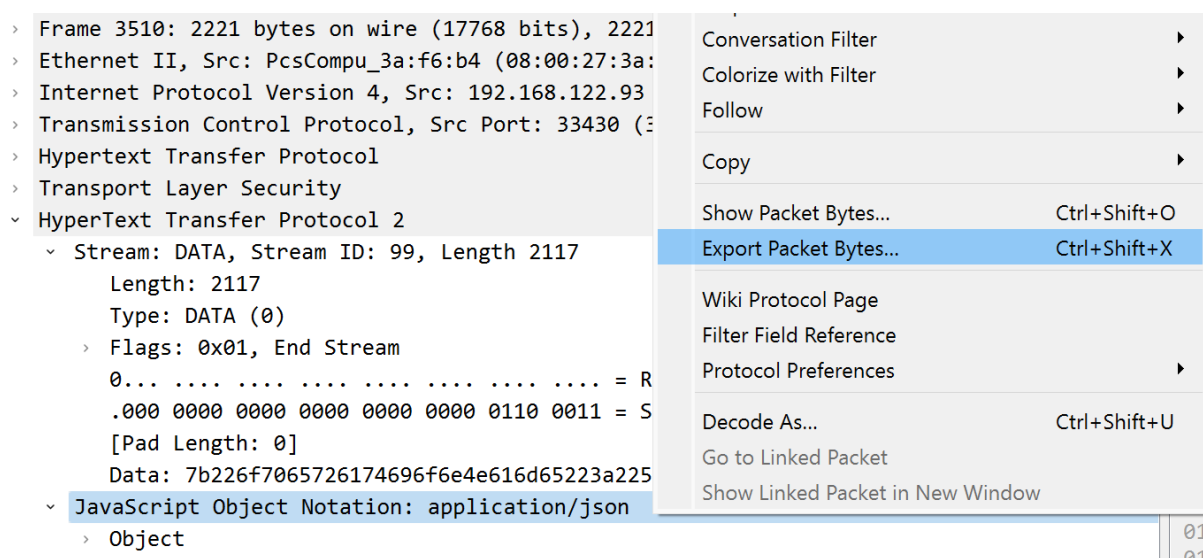 Frame 3510: 2221 bytes on wire (17768 bits), 2221
Ethernet II, Src: PcsCompu_3a:f6:b4 (08:00:27:3a:
Internet Protocol Version 4, Src: 192.168.122.93
Transmission Control Protocol, Src Port: 33430 (3
Hypertext Transfer Protocol
Transport Layer Security
HyperText Transfer Protocol 2
Stream: DATA, Stream ID: 99, Length 2117
Length: 2117
Type: DATA (0)
Flags: 0x01, End Stream
0... .... .... .... .... .... .... .... = R
.000 0000 0000 0000 0000 0000 0110 0011 = S
[Pad Length: 0]
Data: 7b226f7065726174696f6e4e616d65223a225
JavaScript Object Notation: application/json
Object
Conversation Filter
Colorize with Filter
Follow
Copy
Show Packet Bytes... Ctrl+Shift+O
Export Packet Bytes... Ctrl+Shift+X
Wiki Protocol Page
Filter Field Reference
Protocol Preferences
Decode As... Ctrl+Shift+U
Go to Linked Packet
Show Linked Packet in New Window
01